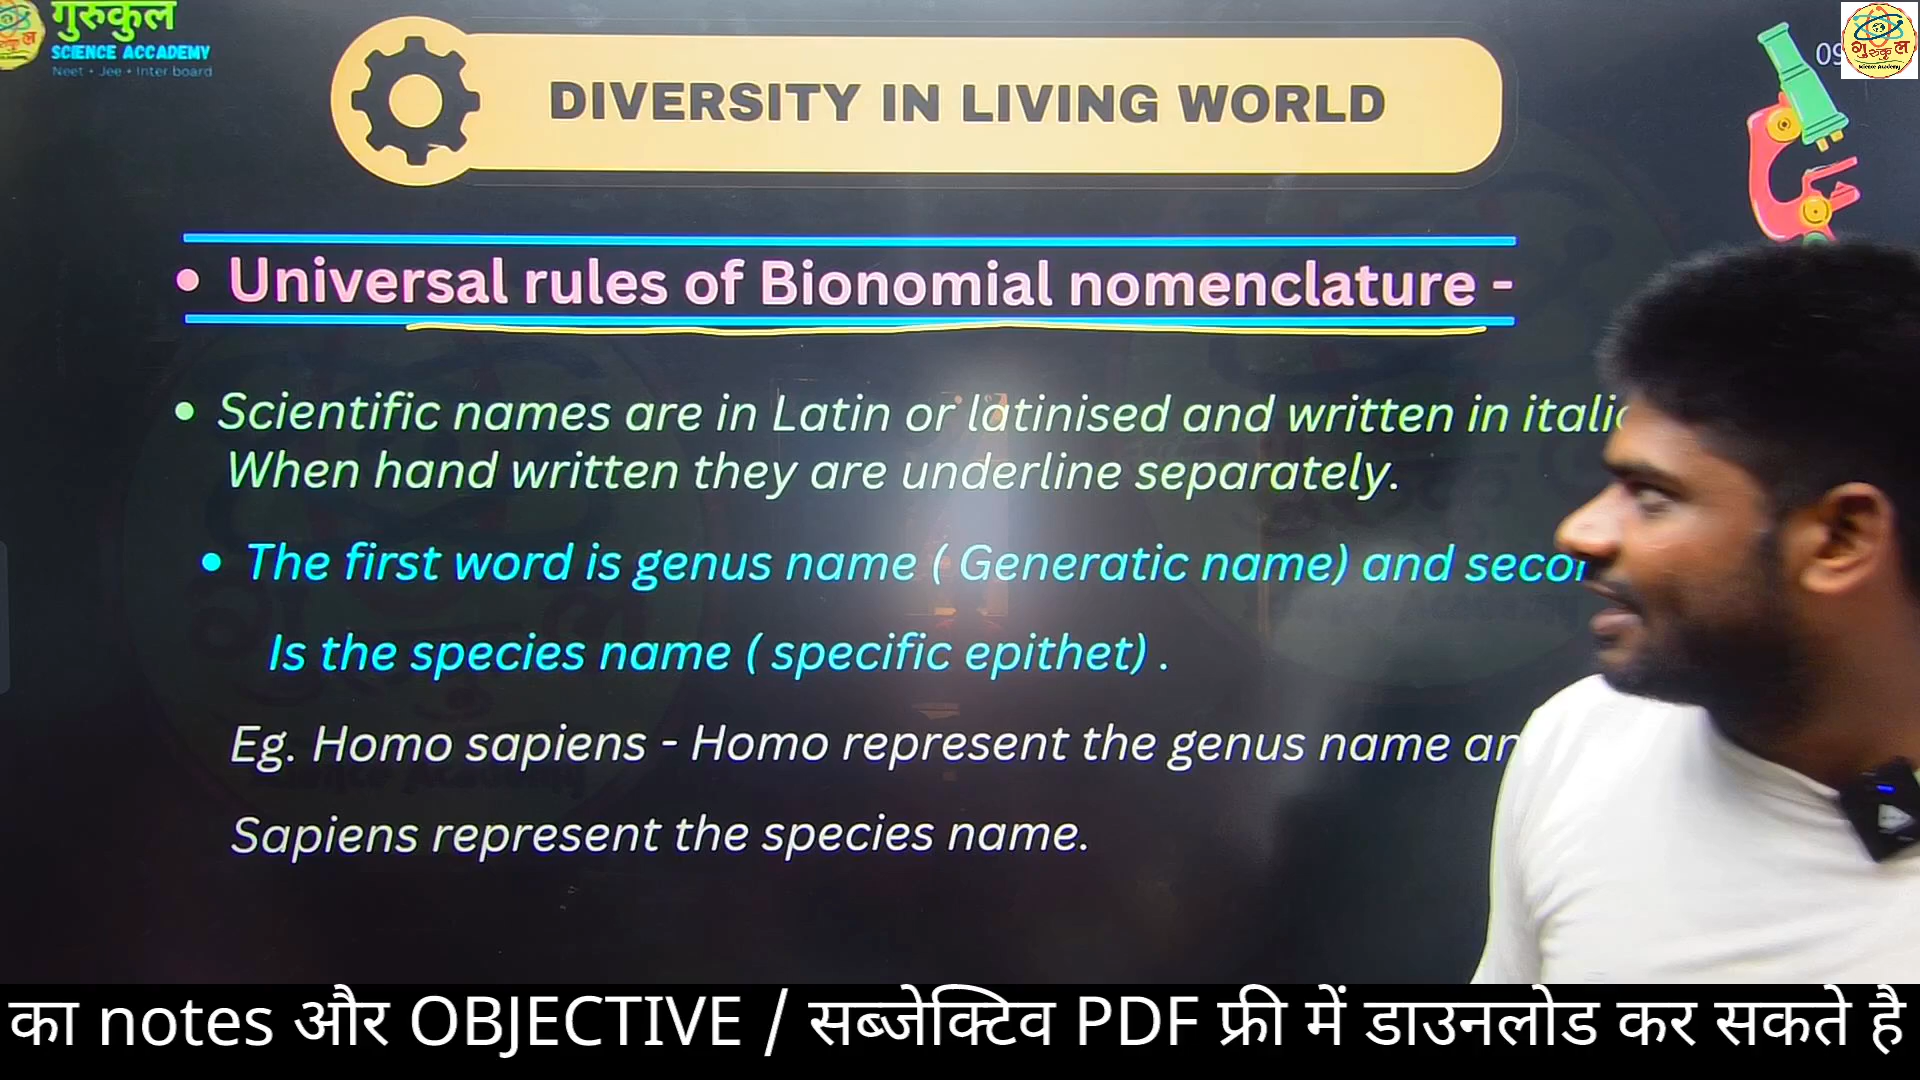 गुरुकुल
SCIENCE ACCADEMY
Neet • Jee • Inter board
DIVERSITY IN LIVING WORLD
• Universal rules of Bionomial nomenclature -
• Scientific names are in Latin or latinised and written in
When hand written they are underline separately.
• The first word is genus name ( Generatic name) and
Is the species name ( specific epithet) .
Eg. Homo sapiens - Homo represent the genus name
Sapiens represent the species name.
का notes और OBJECTIVE / सब्जेक्टिव PDF फ्री में डाउनलोड कर सकते है